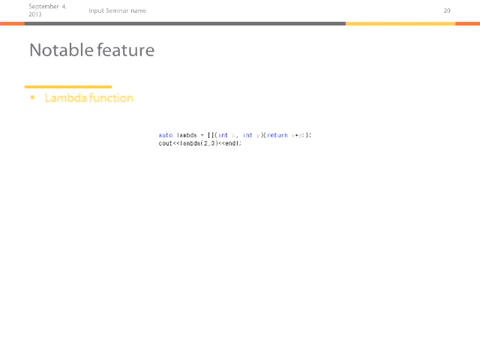 September 4,
2013
Input Seminar name
20
Notable feature
• Lambda function
auto lambda = [](int x, int y){return x+y;};
cout<<lambda(2,3)<<endl;